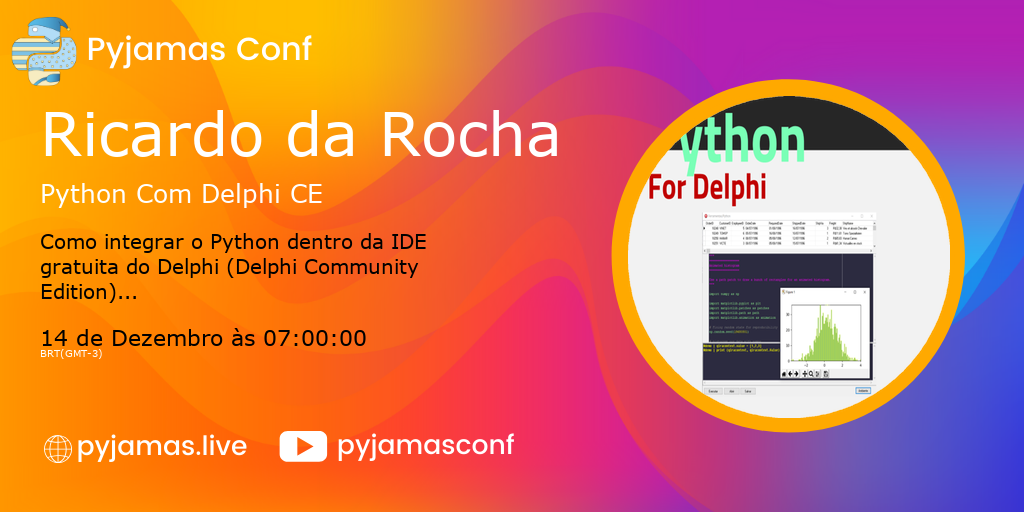 Pyjamas Conf
Ricardo da Rocha
Python Com Delphi CE
Como integrar o Python dentro da IDE
gratuita do Delphi (Delphi Community
Edition)...
14 de Dezembro às 07:00:00
BRT(GMT-3)
pyjamas.live
pyjamasconf
ython
For Delphi